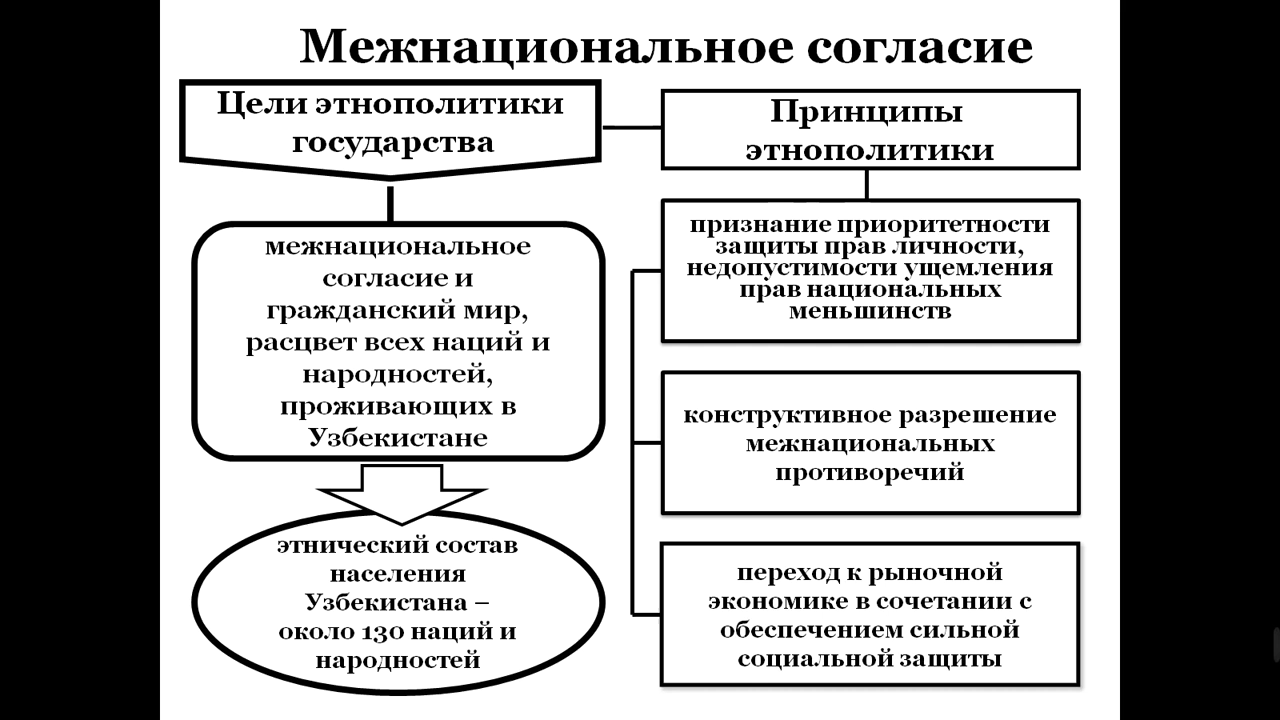 Межнациональное согласие
Цели этнополитики
государства
межнациональное
согласие и
гражданский мир,
расцвет всех наций и
народностей,
проживающих в
Узбекистане
этнический состав
населения
Узбекистана –
около 130 наций и
народностей
Принципы
этнополитики
признание приоритетности
защиты прав личности,
недопустимости ущемления
прав национальных
меньшинств
конструктивное разрешение
межнациональных
противоречий
переход к рыночной
экономике в сочетании с
обеспечением сильной
социальной защиты